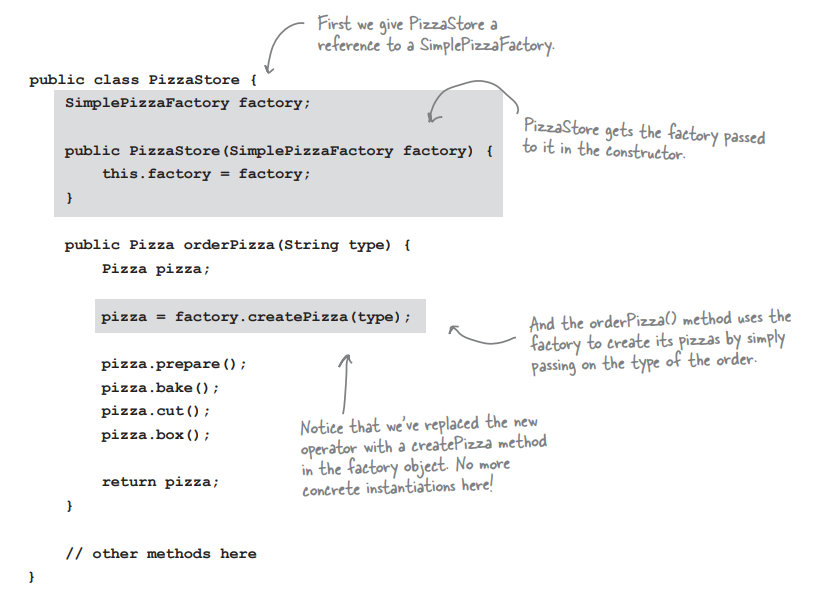 First we give PizzaStore a
reference to a SimplePizzaFactory.
public class PizzaStore {
SimplePizzaFactory factory;
public PizzaStore(SimplePizzaFactory factory) {
this.factory = factory;
}
PizzaStore gets the factory passed
to it in the constructor.
public Pizza orderPizza(String type) {
Pizza pizza;
pizza = factory.createPizza(type);
And the orderPizza() method uses the
factory to create its pizzas by simply
passing on the type of the order.
pizza.prepare();
pizza.bake();
pizza.cut();
pizza.box();
Notice that we've replaced the new
operator with a createPizza method
in the factory object. No more
concrete instantiations here!
return pizza;
}
// other methods here
}